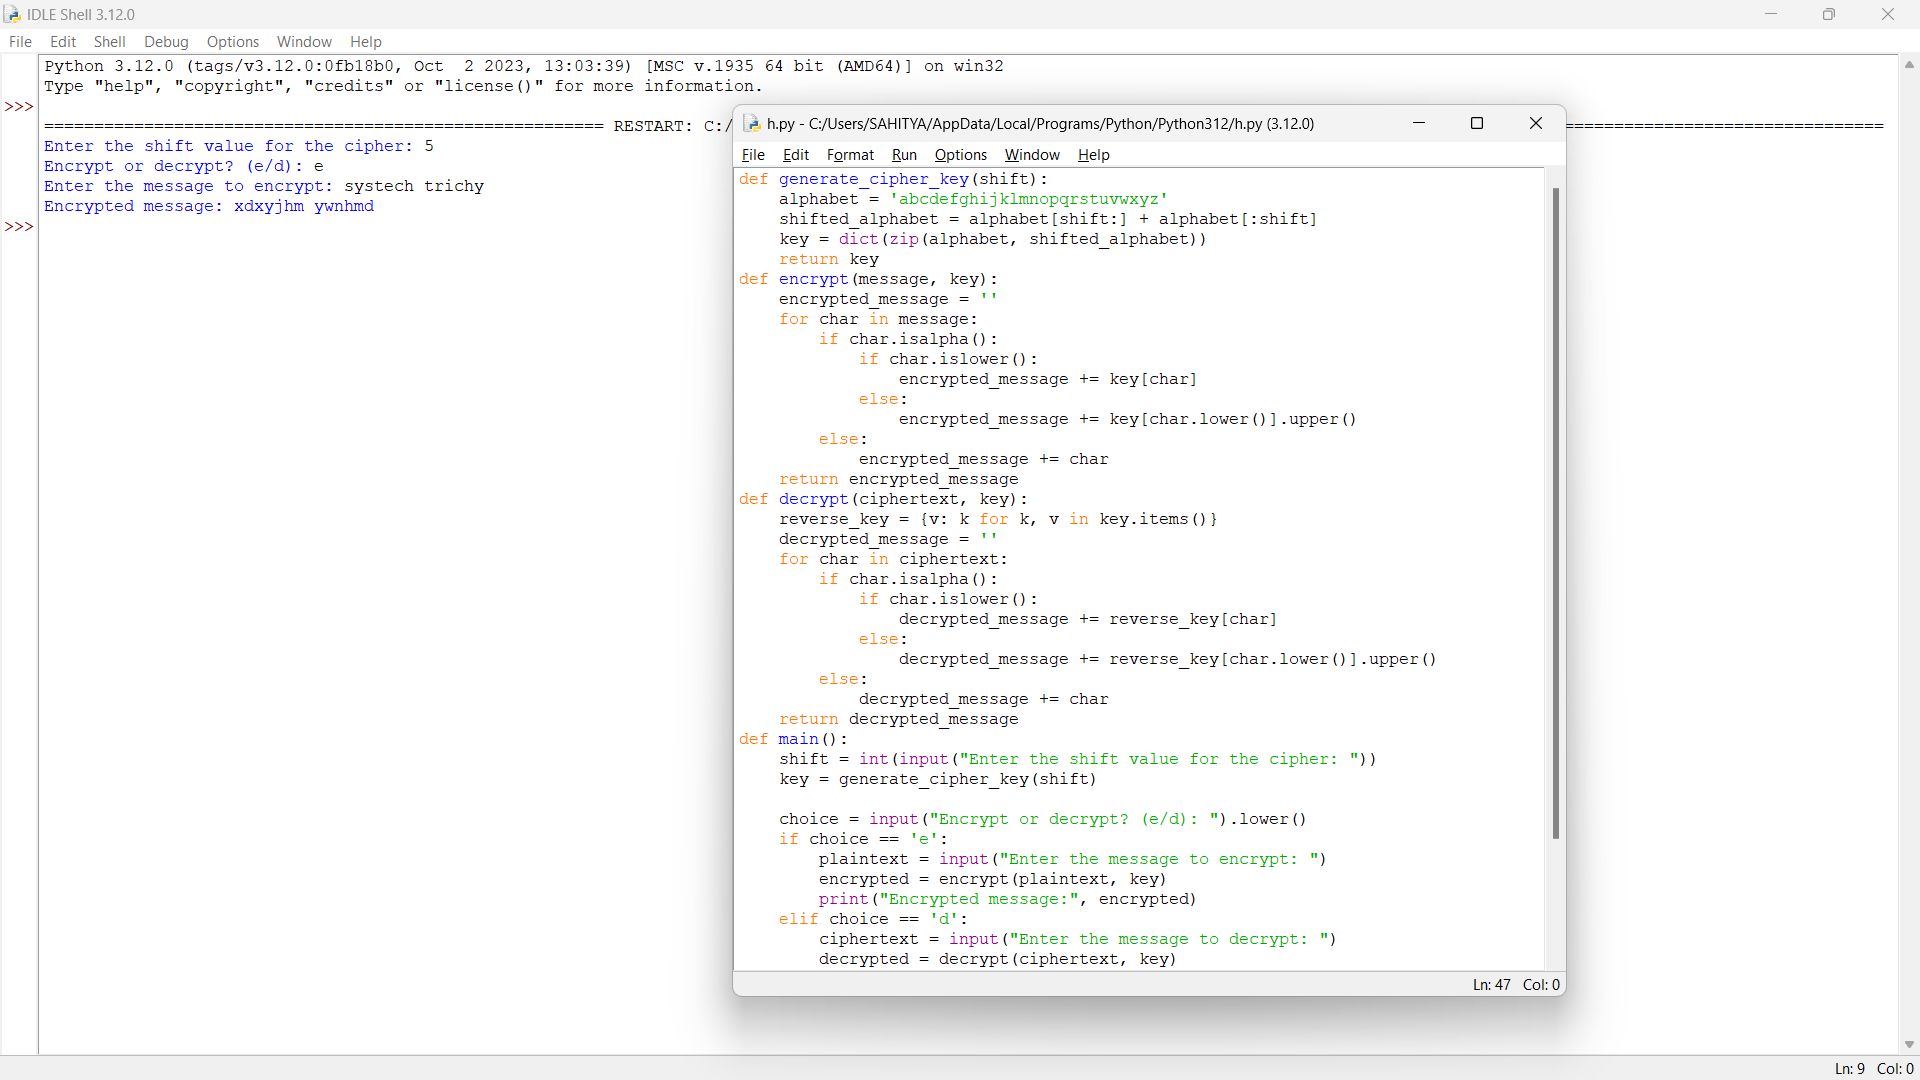 IDLE Shell 3.12.0
File Edit Shell Debug Options Window Help
Python 3.12.0 (tags/v3.12.0:0fb18b0, Oct  2 2023, 13:03:39) [MSC v.1935 64 bit (AMD64)] on win32
Type "help", "copyright", "credits" or "license()" for more information.
>>>
======================================================== RESTART: C:/ ================================
Enter the shift value for the cipher: 5
Encrypt or decrypt? (e/d): e
Enter the message to encrypt: systech trichy
Encrypted message: xdxyjhm ywnhmd
>>>
h.py - C:/Users/SAHITYA/AppData/Local/Programs/Python/Python312/h.py (3.12.0)
File Edit Format Run Options Window Help
def generate_cipher_key(shift):
    alphabet = 'abcdefghijklmnopqrstuvwxyz'
    shifted_alphabet = alphabet[shift:] + alphabet[:shift]
    key = dict(zip(alphabet, shifted_alphabet))
    return key
def encrypt(message, key):
    encrypted_message = ''
    for char in message:
        if char.isalpha():
            if char.islower():
                encrypted_message += key[char]
            else:
                encrypted_message += key[char.lower()].upper()
        else:
            encrypted_message += char
    return encrypted_message
def decrypt(ciphertext, key):
    reverse_key = {v: k for k, v in key.items()}
    decrypted_message = ''
    for char in ciphertext:
        if char.isalpha():
            if char.islower():
                decrypted_message += reverse_key[char]
            else:
                decrypted_message += reverse_key[char.lower()].upper()
        else:
            decrypted_message += char
    return decrypted_message
def main():
    shift = int(input("Enter the shift value for the cipher: "))
    key = generate_cipher_key(shift)

    choice = input("Encrypt or decrypt? (e/d): ").lower()
    if choice == 'e':
        plaintext = input("Enter the message to encrypt: ")
        encrypted = encrypt(plaintext, key)
        print("Encrypted message:", encrypted)
    elif choice == 'd':
        ciphertext = input("Enter the message to decrypt: ")
        decrypted = decrypt(ciphertext, key)
Ln: 47 Col: 0
Ln: 9 Col: 0